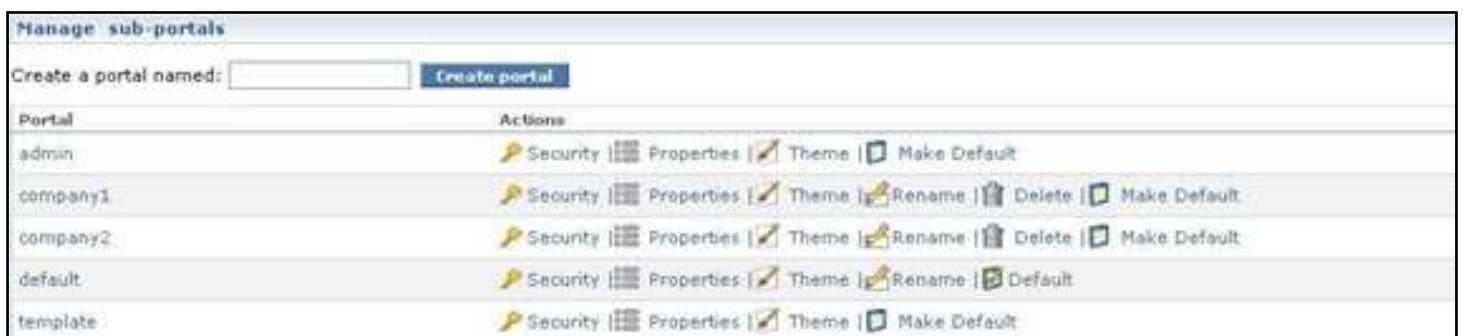 Manage sub-portals
Create a portal named: Create portal
Portal Actions
admin Security | Properties | Theme | Make Default
company1 Security | Properties | Theme | Rename | Delete | Make Default
company2 Security | Properties | Theme | Rename | Delete | Make Default
default Security | Properties | Theme | Rename | Default
template Security | Properties | Theme | Make Default